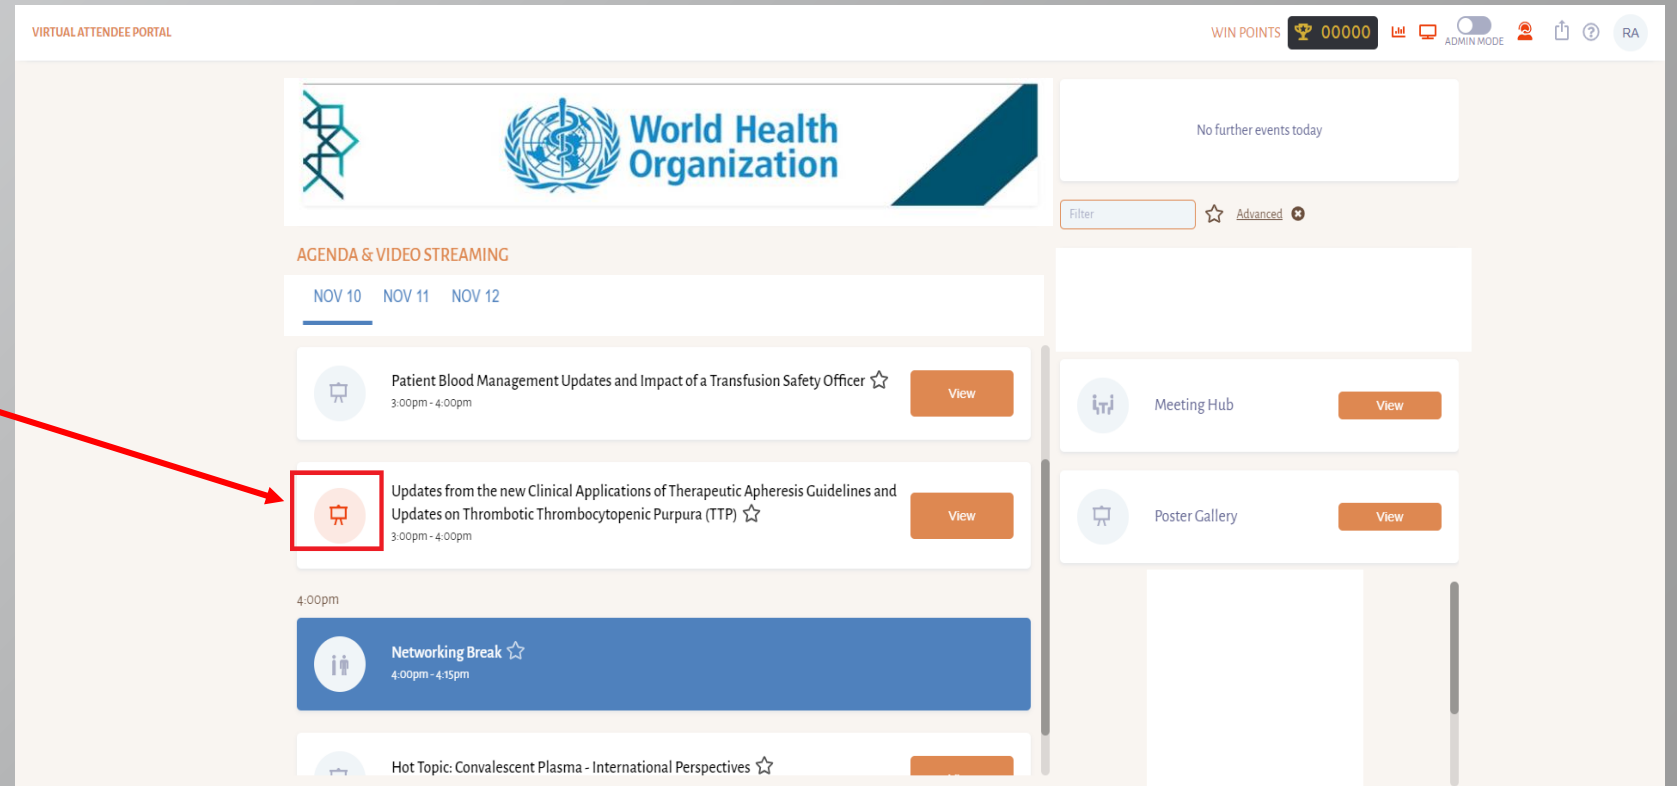 VIRTUAL ATTENDEE PORTAL
WIN POINTS 00000
ADMIN MODE
RA
World Health
Organization
No further events today
Filter
Advanced
AGENDA & VIDEO STREAMING
NOV 10 NOV 11 NOV 12
Patient Blood Management Updates and Impact of a Transfusion Safety Officer
3:00pm - 4:00pm
View
Updates from the new Clinical Applications of Therapeutic Apheresis Guidelines and
Updates on Thrombotic Thrombocytopenic Purpura (TTP)
3:00pm - 4:00pm
View
4:00pm
Networking Break
4:00pm - 4:15pm
Hot Topic: Convalescent Plasma - International Perspectives
Meeting Hub
View
Poster Gallery
View